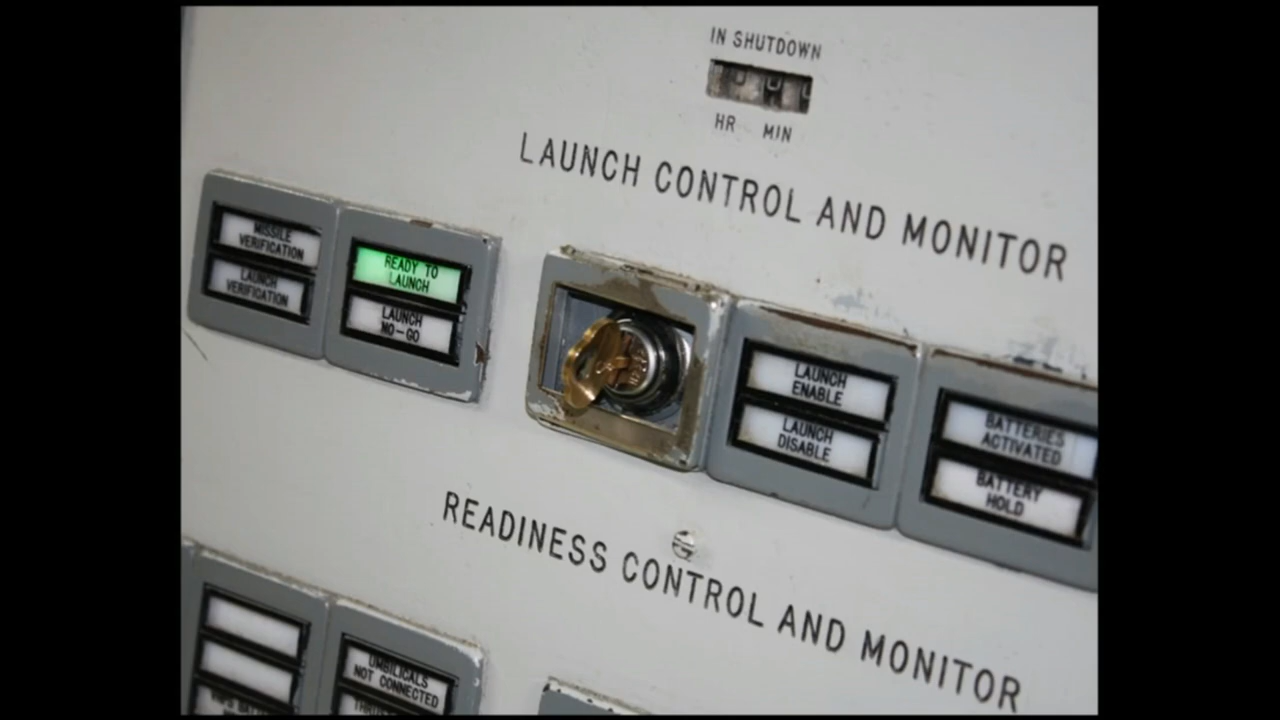 IN SHUTDOWN
HR MIN
LAUNCH CONTROL AND MONITOR
MISSILE
VERIFICATION
LAUNCH
VERIFICATION
READY TO
LAUNCH
LAUNCH
NO-GO
LAUNCH
ENABLE
LAUNCH
DISABLE
BATTERIES
ACTIVATED
BATTERY
HOLD
READINESS CONTROL AND MONITOR
UMBILICALS
NOT CONNECTED